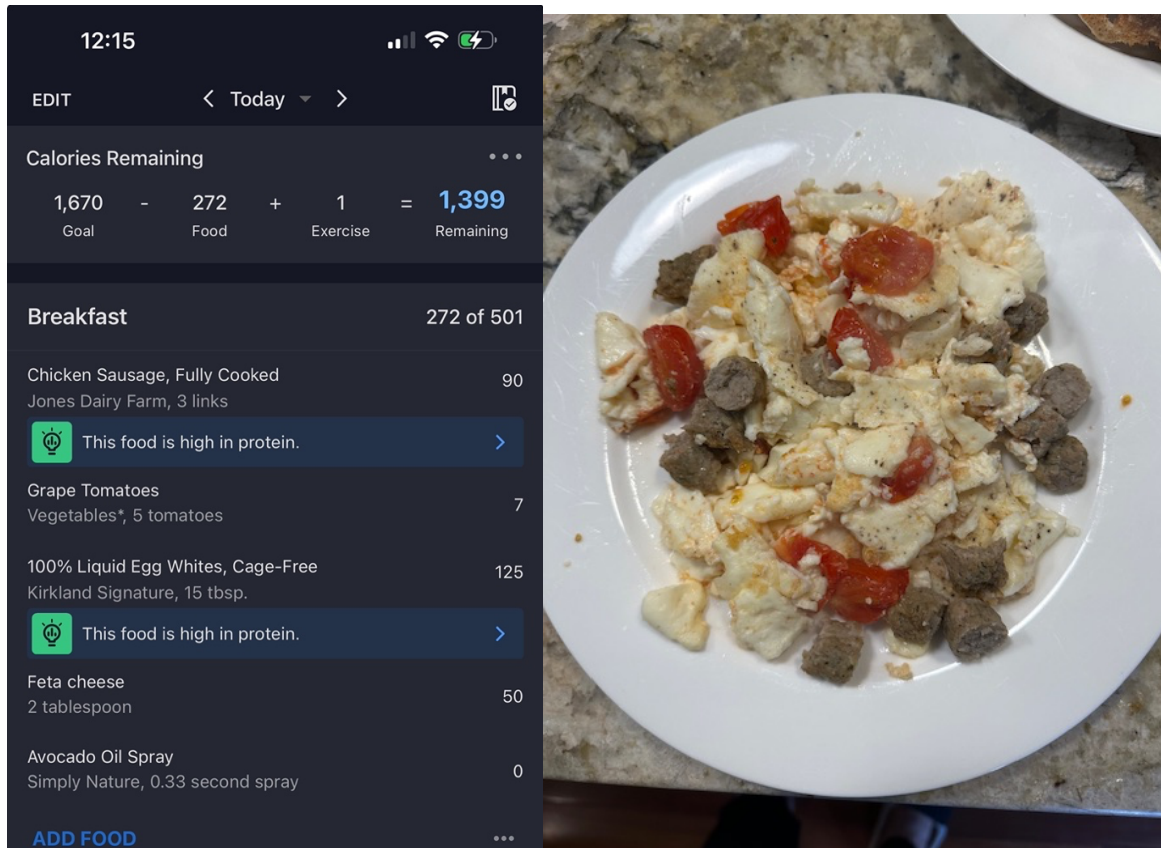 12:15
EDIT
Today
Calories Remaining
1,670 - 272 + 1 = 1,399
Goal Food Exercise Remaining
Breakfast 272 of 501
Chicken Sausage, Fully Cooked 90
Jones Dairy Farm, 3 links
This food is high in protein.
Grape Tomatoes 7
Vegetables*, 5 tomatoes
100% Liquid Egg Whites, Cage-Free 125
Kirkland Signature, 15 tbsp.
This food is high in protein.
Feta cheese 50
2 tablespoon
Avocado Oil Spray 0
Simply Nature, 0.33 second spray
ADD FOOD